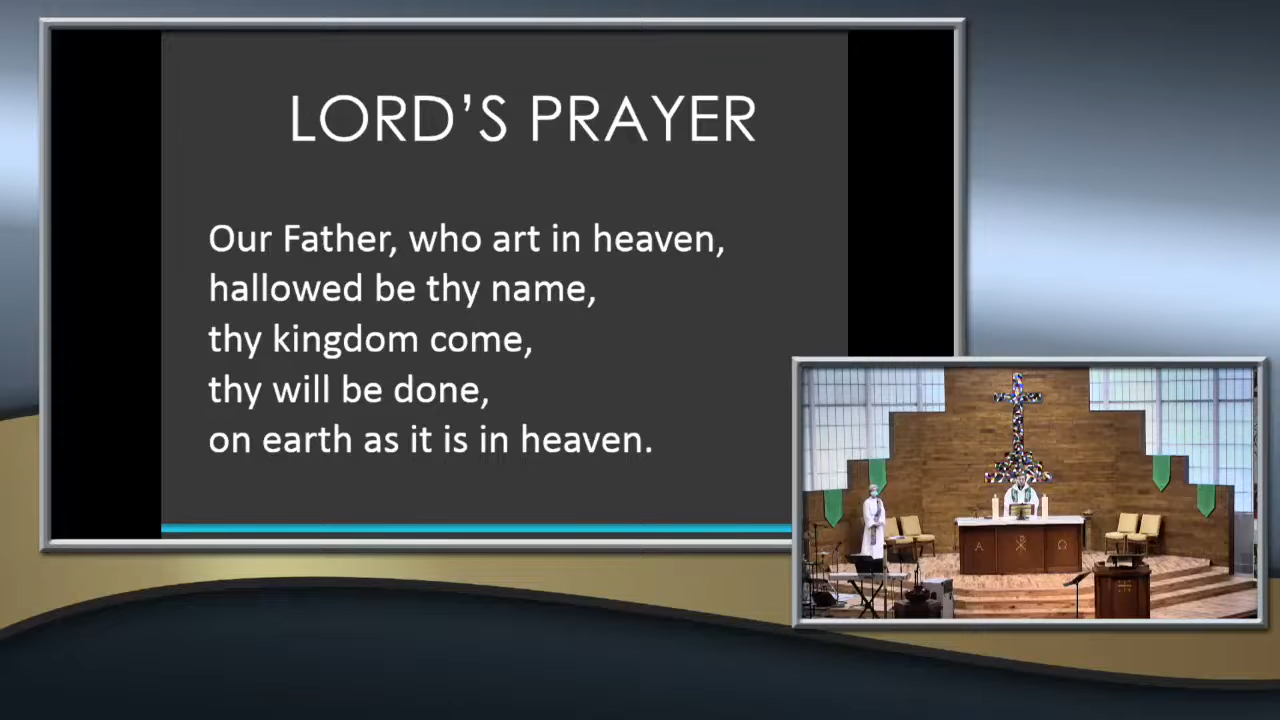 LORD'S PRAYER
Our Father, who art in heaven,
hallowed be thy name,
thy kingdom come,
thy will be done,
on earth as it is in heaven.
Α ☧ Ω